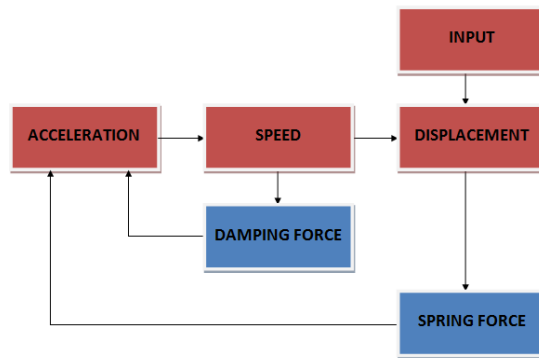 INPUT
ACCELERATION
SPEED
DISPLACEMENT
DAMPING FORCE
SPRING FORCE